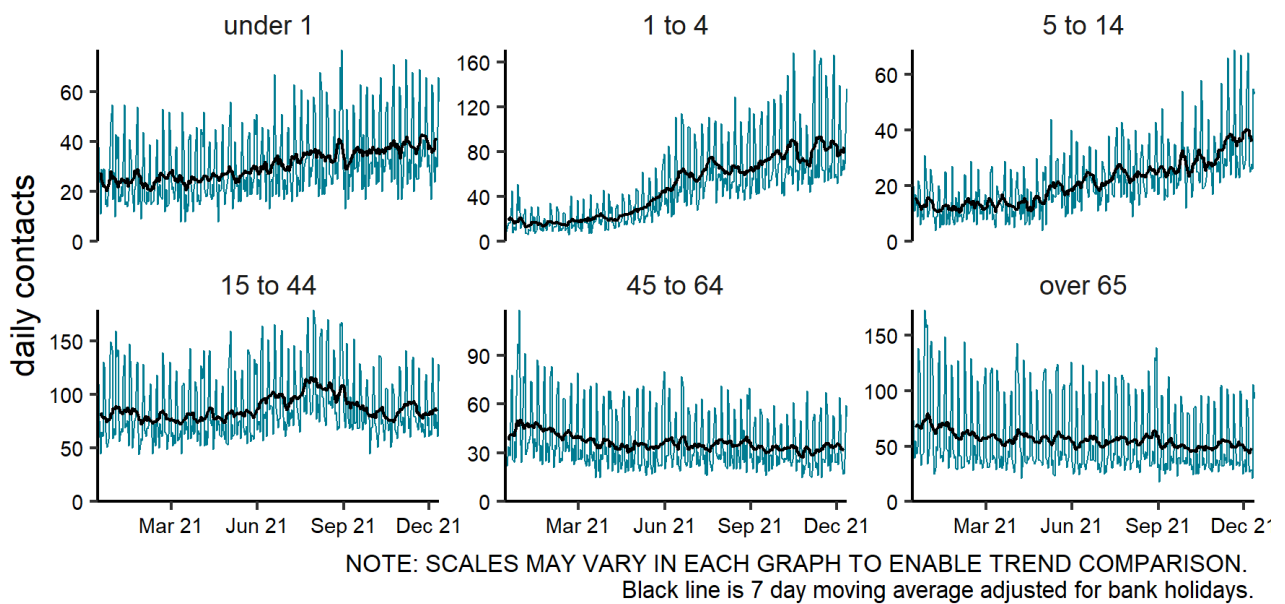 under 1
1 to 4
5 to 14
60
40
20
0
160
120
80
40
0
60
40
20
0
daily contacts
15 to 44
45 to 64
over 65
150
100
50
0
90
60
30
0
150
100
50
0
Mar 21 Jun 21 Sep 21 Dec 21
Mar 21 Jun 21 Sep 21 Dec 21
Mar 21 Jun 21 Sep 21 Dec 21
NOTE: SCALES MAY VARY IN EACH GRAPH TO ENABLE TREND COMPARISON.
Black line is 7 day moving average adjusted for bank holidays.